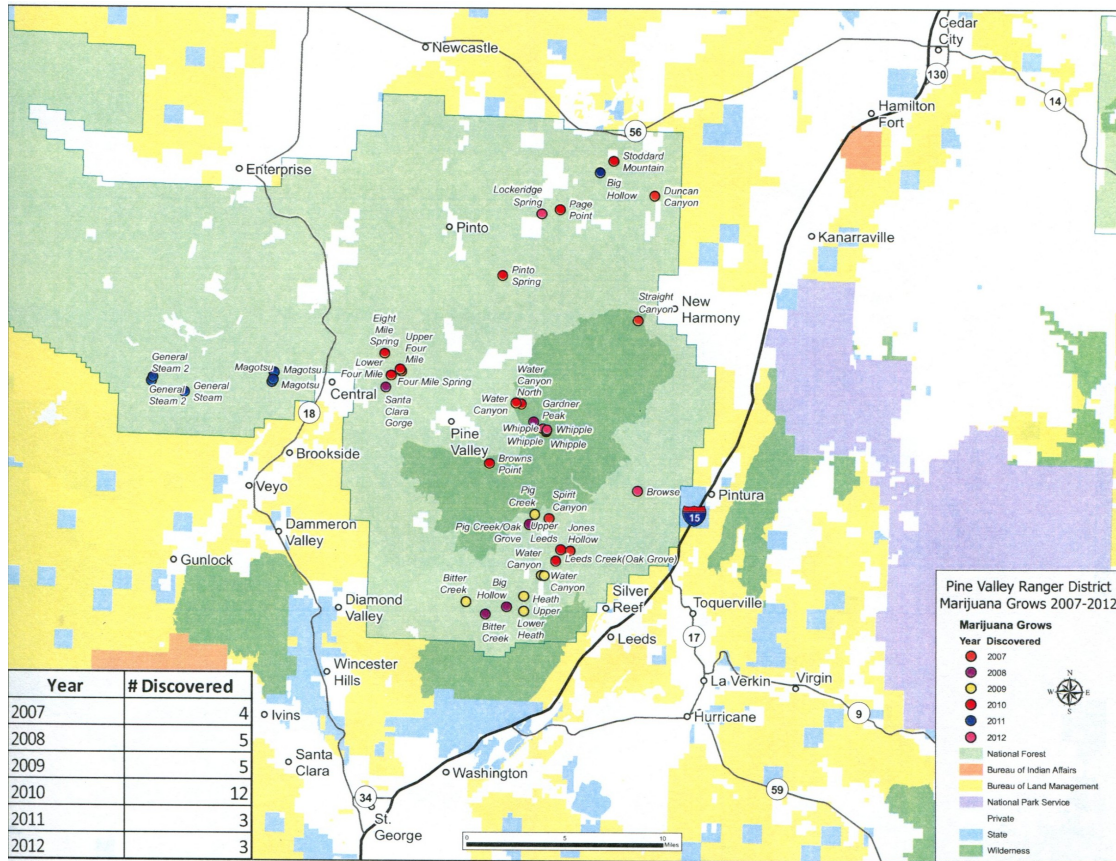 Newcastle
Cedar
City
130
14
Hamilton
Fort
56
Enterprise
Stoddard
Mountain
Big
Hollow
Duncan
Canyon
Lockeridge
Spring
Page
Point
Pinto
Kanarraville
Pinto
Spring
Straight
Canyon
New
Harmony
Eight
Mile
Spring
Upper
Four
Mile
Lower
Four Mile
Four Mile Spring
General
Steam 2
General
Steam 2
General
Steam
Magotsu
Magotsu
Magotsu
Central
Santa
Clara
Gorge
18
Water
Canyon
North
Water
Canyon
Gardner
Peak
Whipple
Whipple
Whipple
Whipple
Pine
Valley
Browns
Point
Brookside
Veyo
Browse
Pintura
15
Pig
Creek
Spirit
Canyon
Pig Creek/Oak
Grove
Upper
Leeds
Jones
Hollow
Leeds Creek(Oak Grove)
Water
Canyon
Water
Canyon
Dammeron
Valley
Gunlock
Bitter
Creek
Big
Hollow
Heath
Upper
Lower
Heath
Bitter
Creek
Silver
Reef
Toquerville
Diamond
Valley
Leeds
17
La Verkin
Virgin
Wincester
Hills
Hurricane
9
Ivins
Santa
Clara
Washington
59
34
St.
George
0 5 10
Miles
Year # Discovered
2007 4
2008 5
2009 5
2010 12
2011 3
2012 3
Pine Valley Ranger District
Marijuana Grows 2007-2012
Marijuana Grows
Year Discovered
2007
2008
2009
2010
2011
2012
N
W E
S
National Forest
Bureau of Indian Affairs
Bureau of Land Management
National Park Service
Private
State
Wilderness